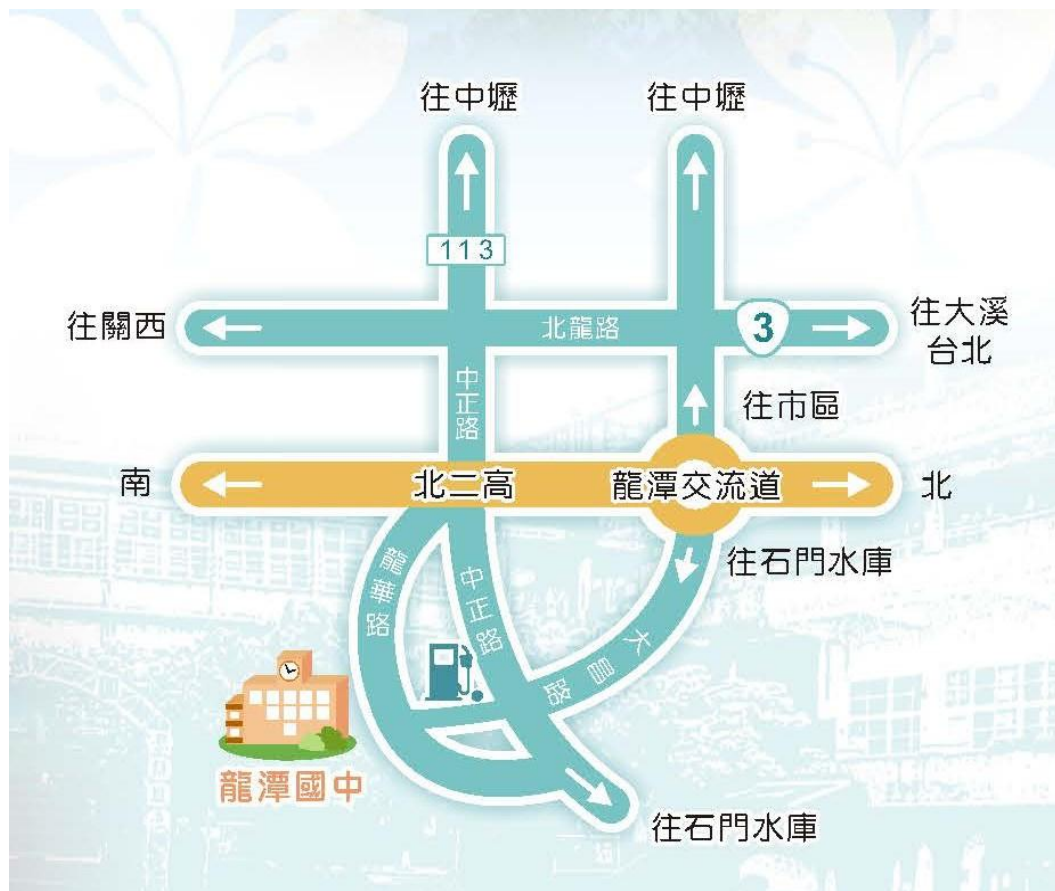 往中壢
往中壢
113
往關西
北龍路
3
往大溪
台北
中正路
往市區
南
北二高
龍潭交流道
北
往石門水庫
龍華路
中正路
大昌路
龍潭國中
往石門水庫